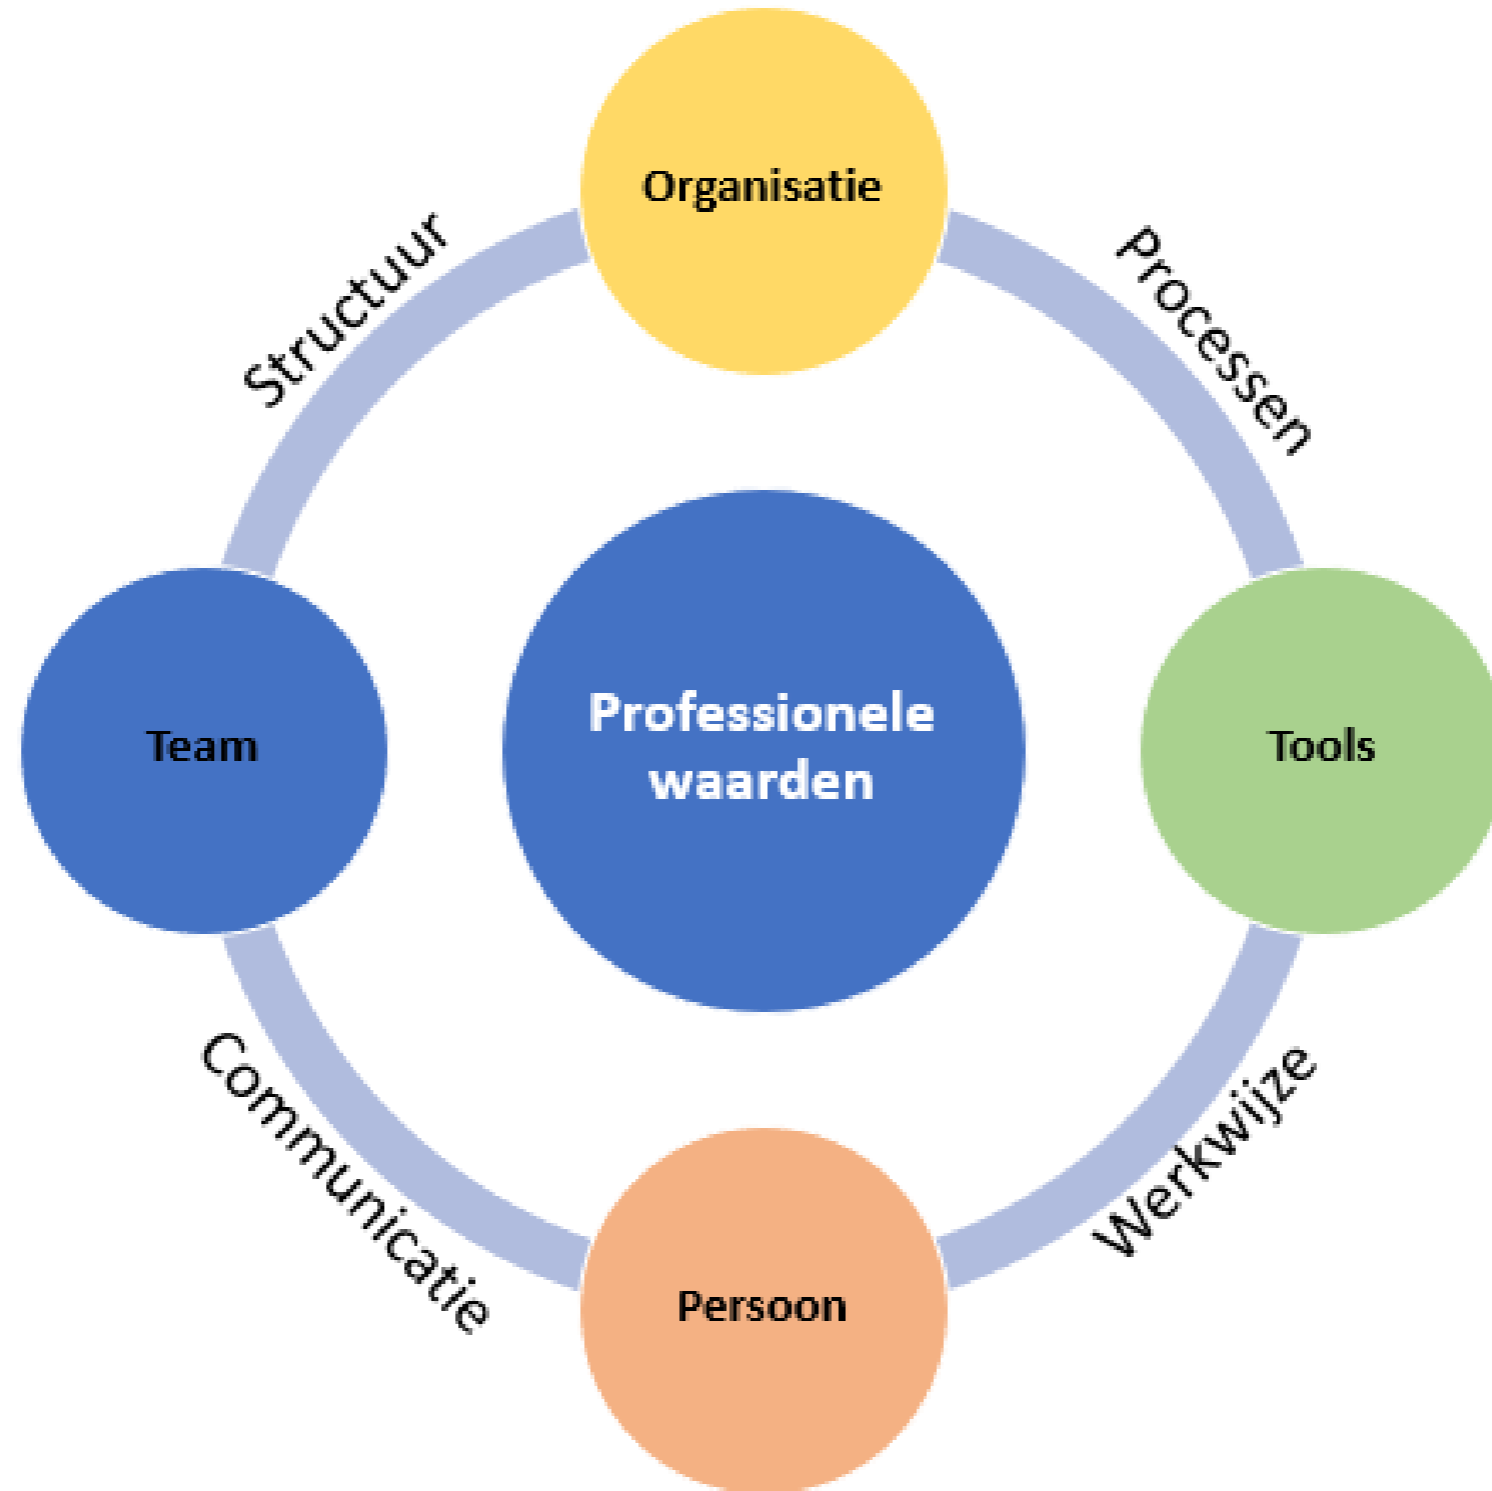 Organisatie
Structuur
Processen
Team
Professionele
waarden
Tools
Communicatie
Werkwijze
Persoon